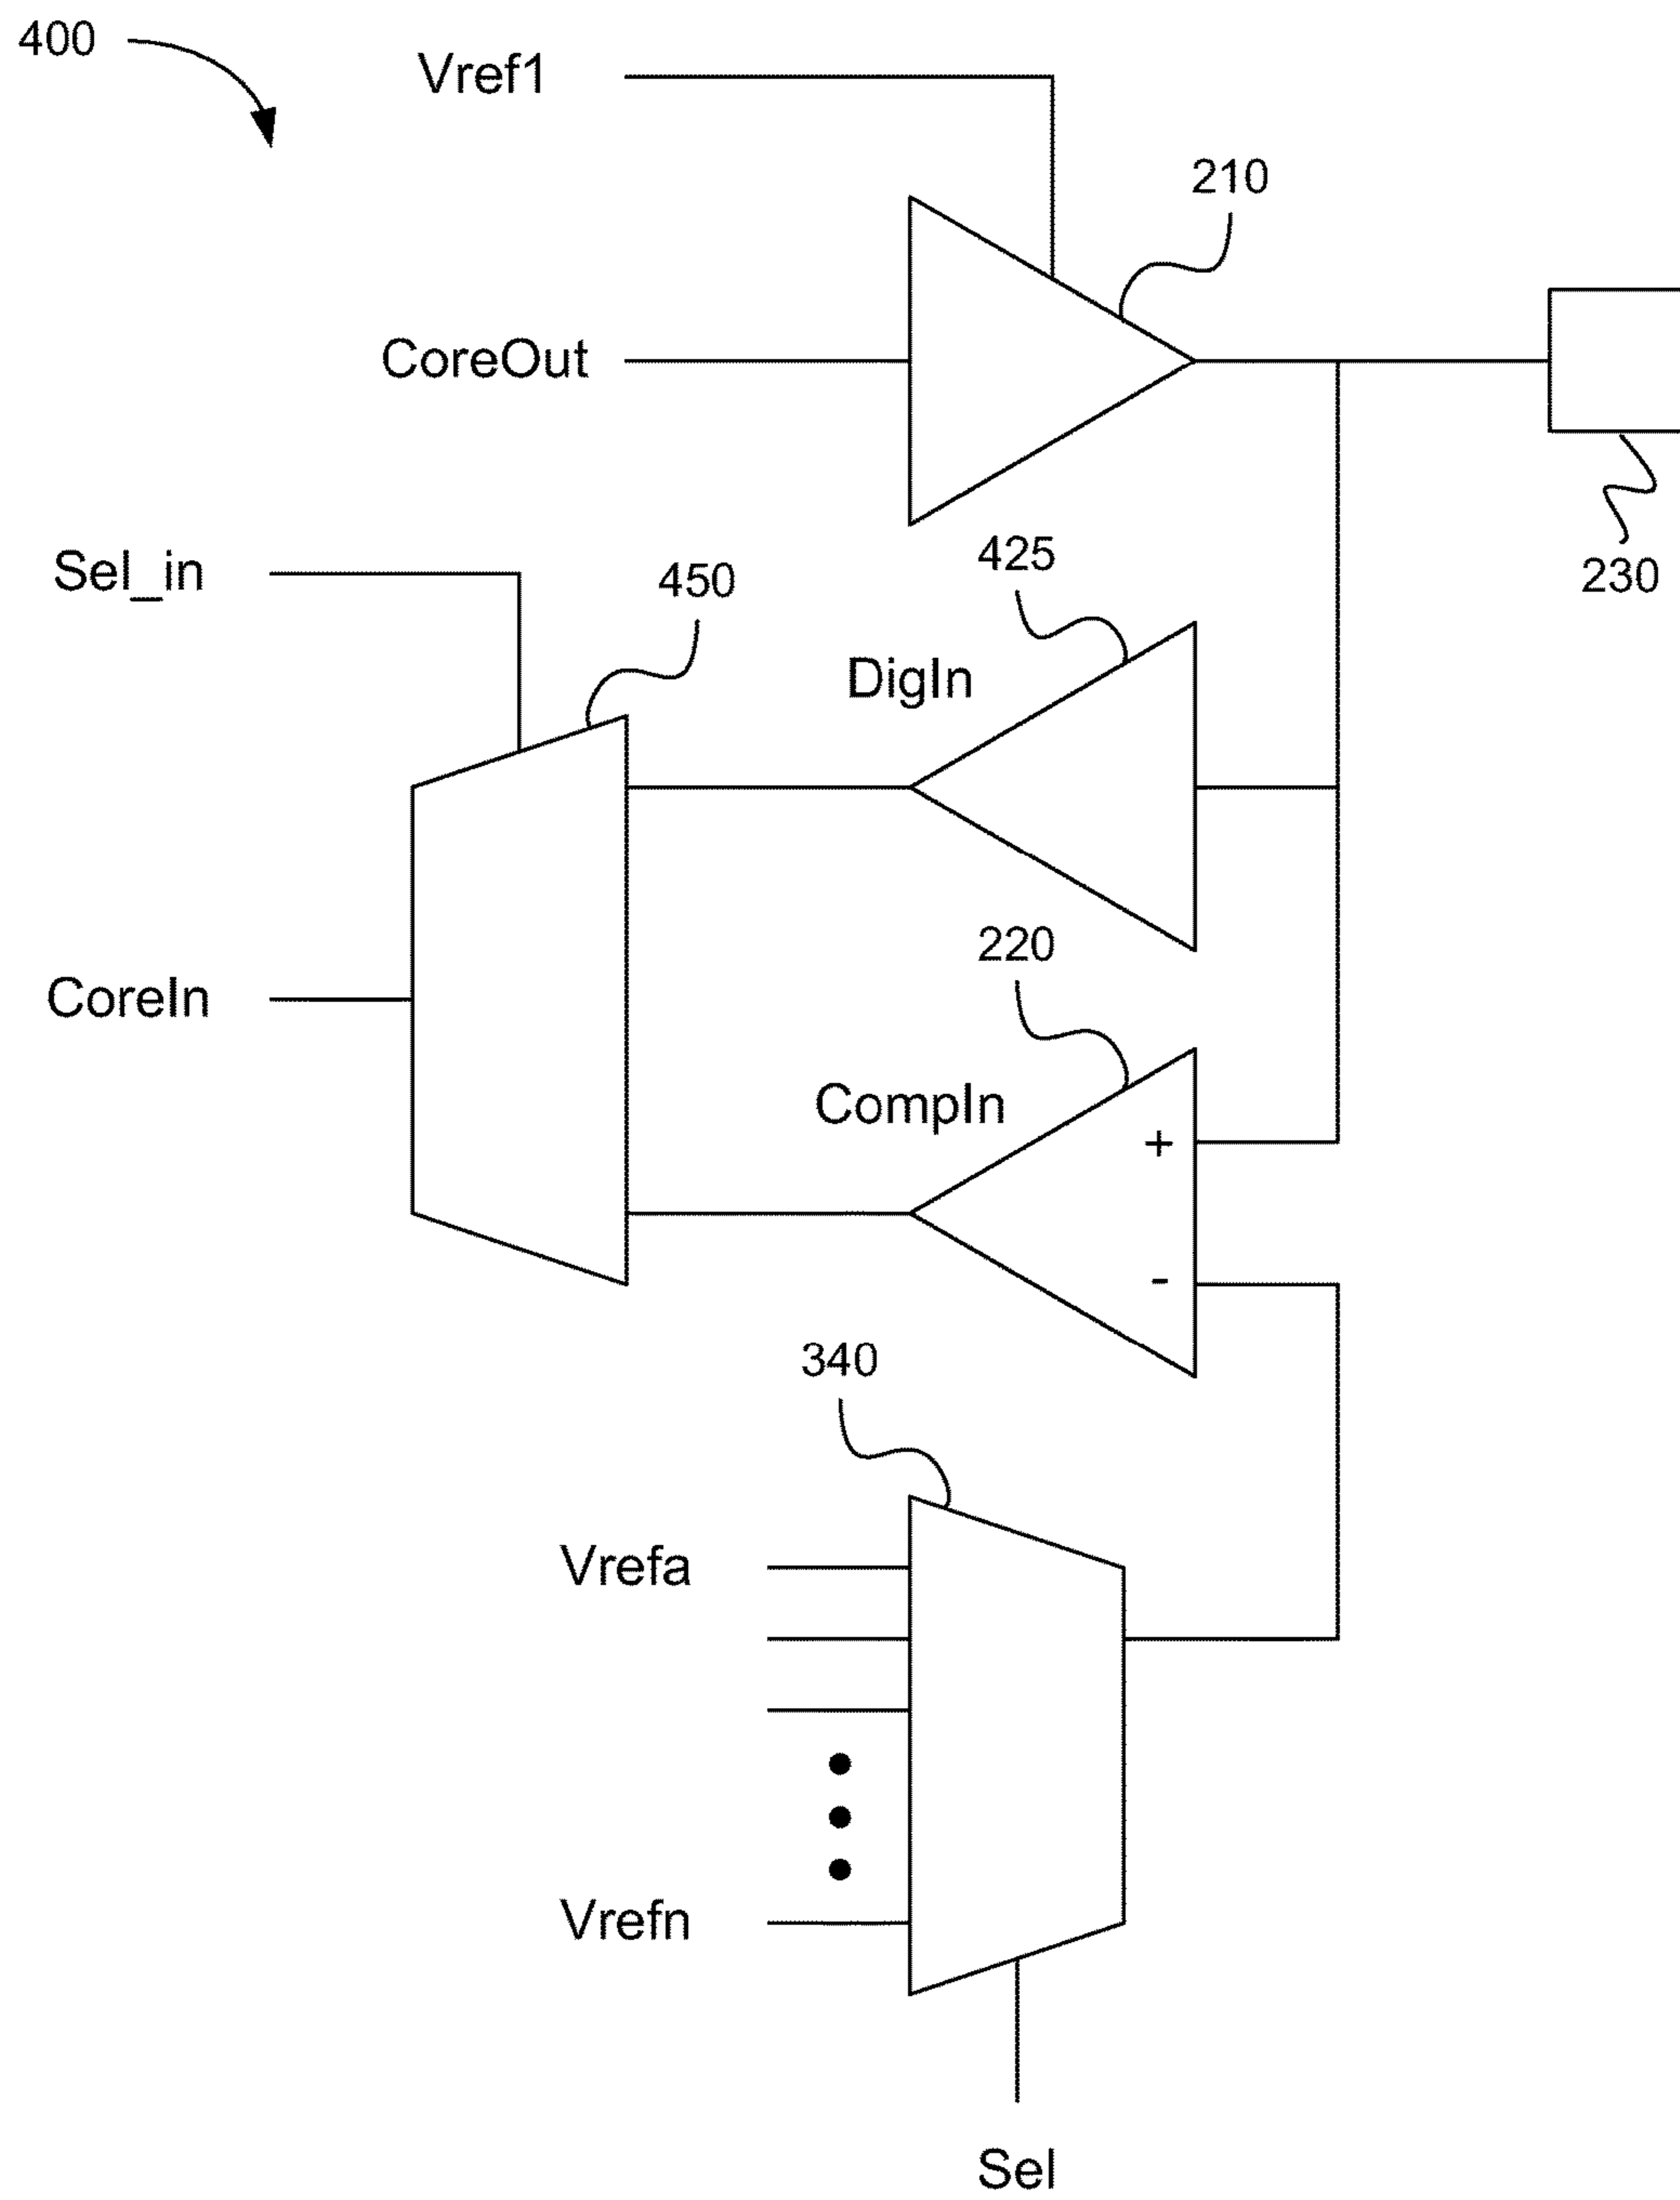 400
Vref1
210
CoreOut
230
Sel_in
450
425
DigIn
CoreIn
220
CompIn
+
-
340
Vrefa
Vrefn
Sel